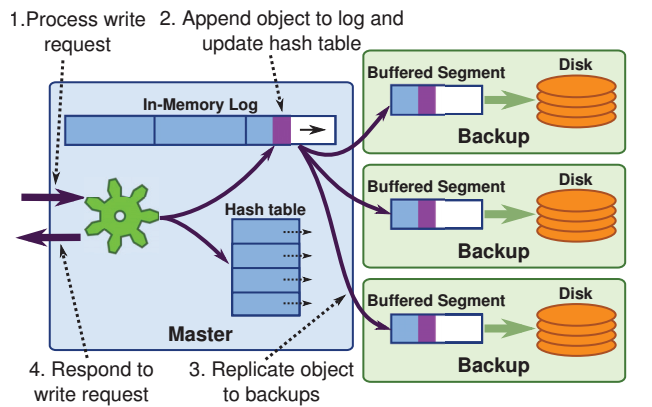 1.Process write
request
2. Append object to log and
update hash table
In-Memory Log
Hash table
Master
Buffered Segment
Disk
Backup
Buffered Segment
Disk
Backup
Buffered Segment
Disk
Backup
4. Respond to
write request
3. Replicate object
to backups